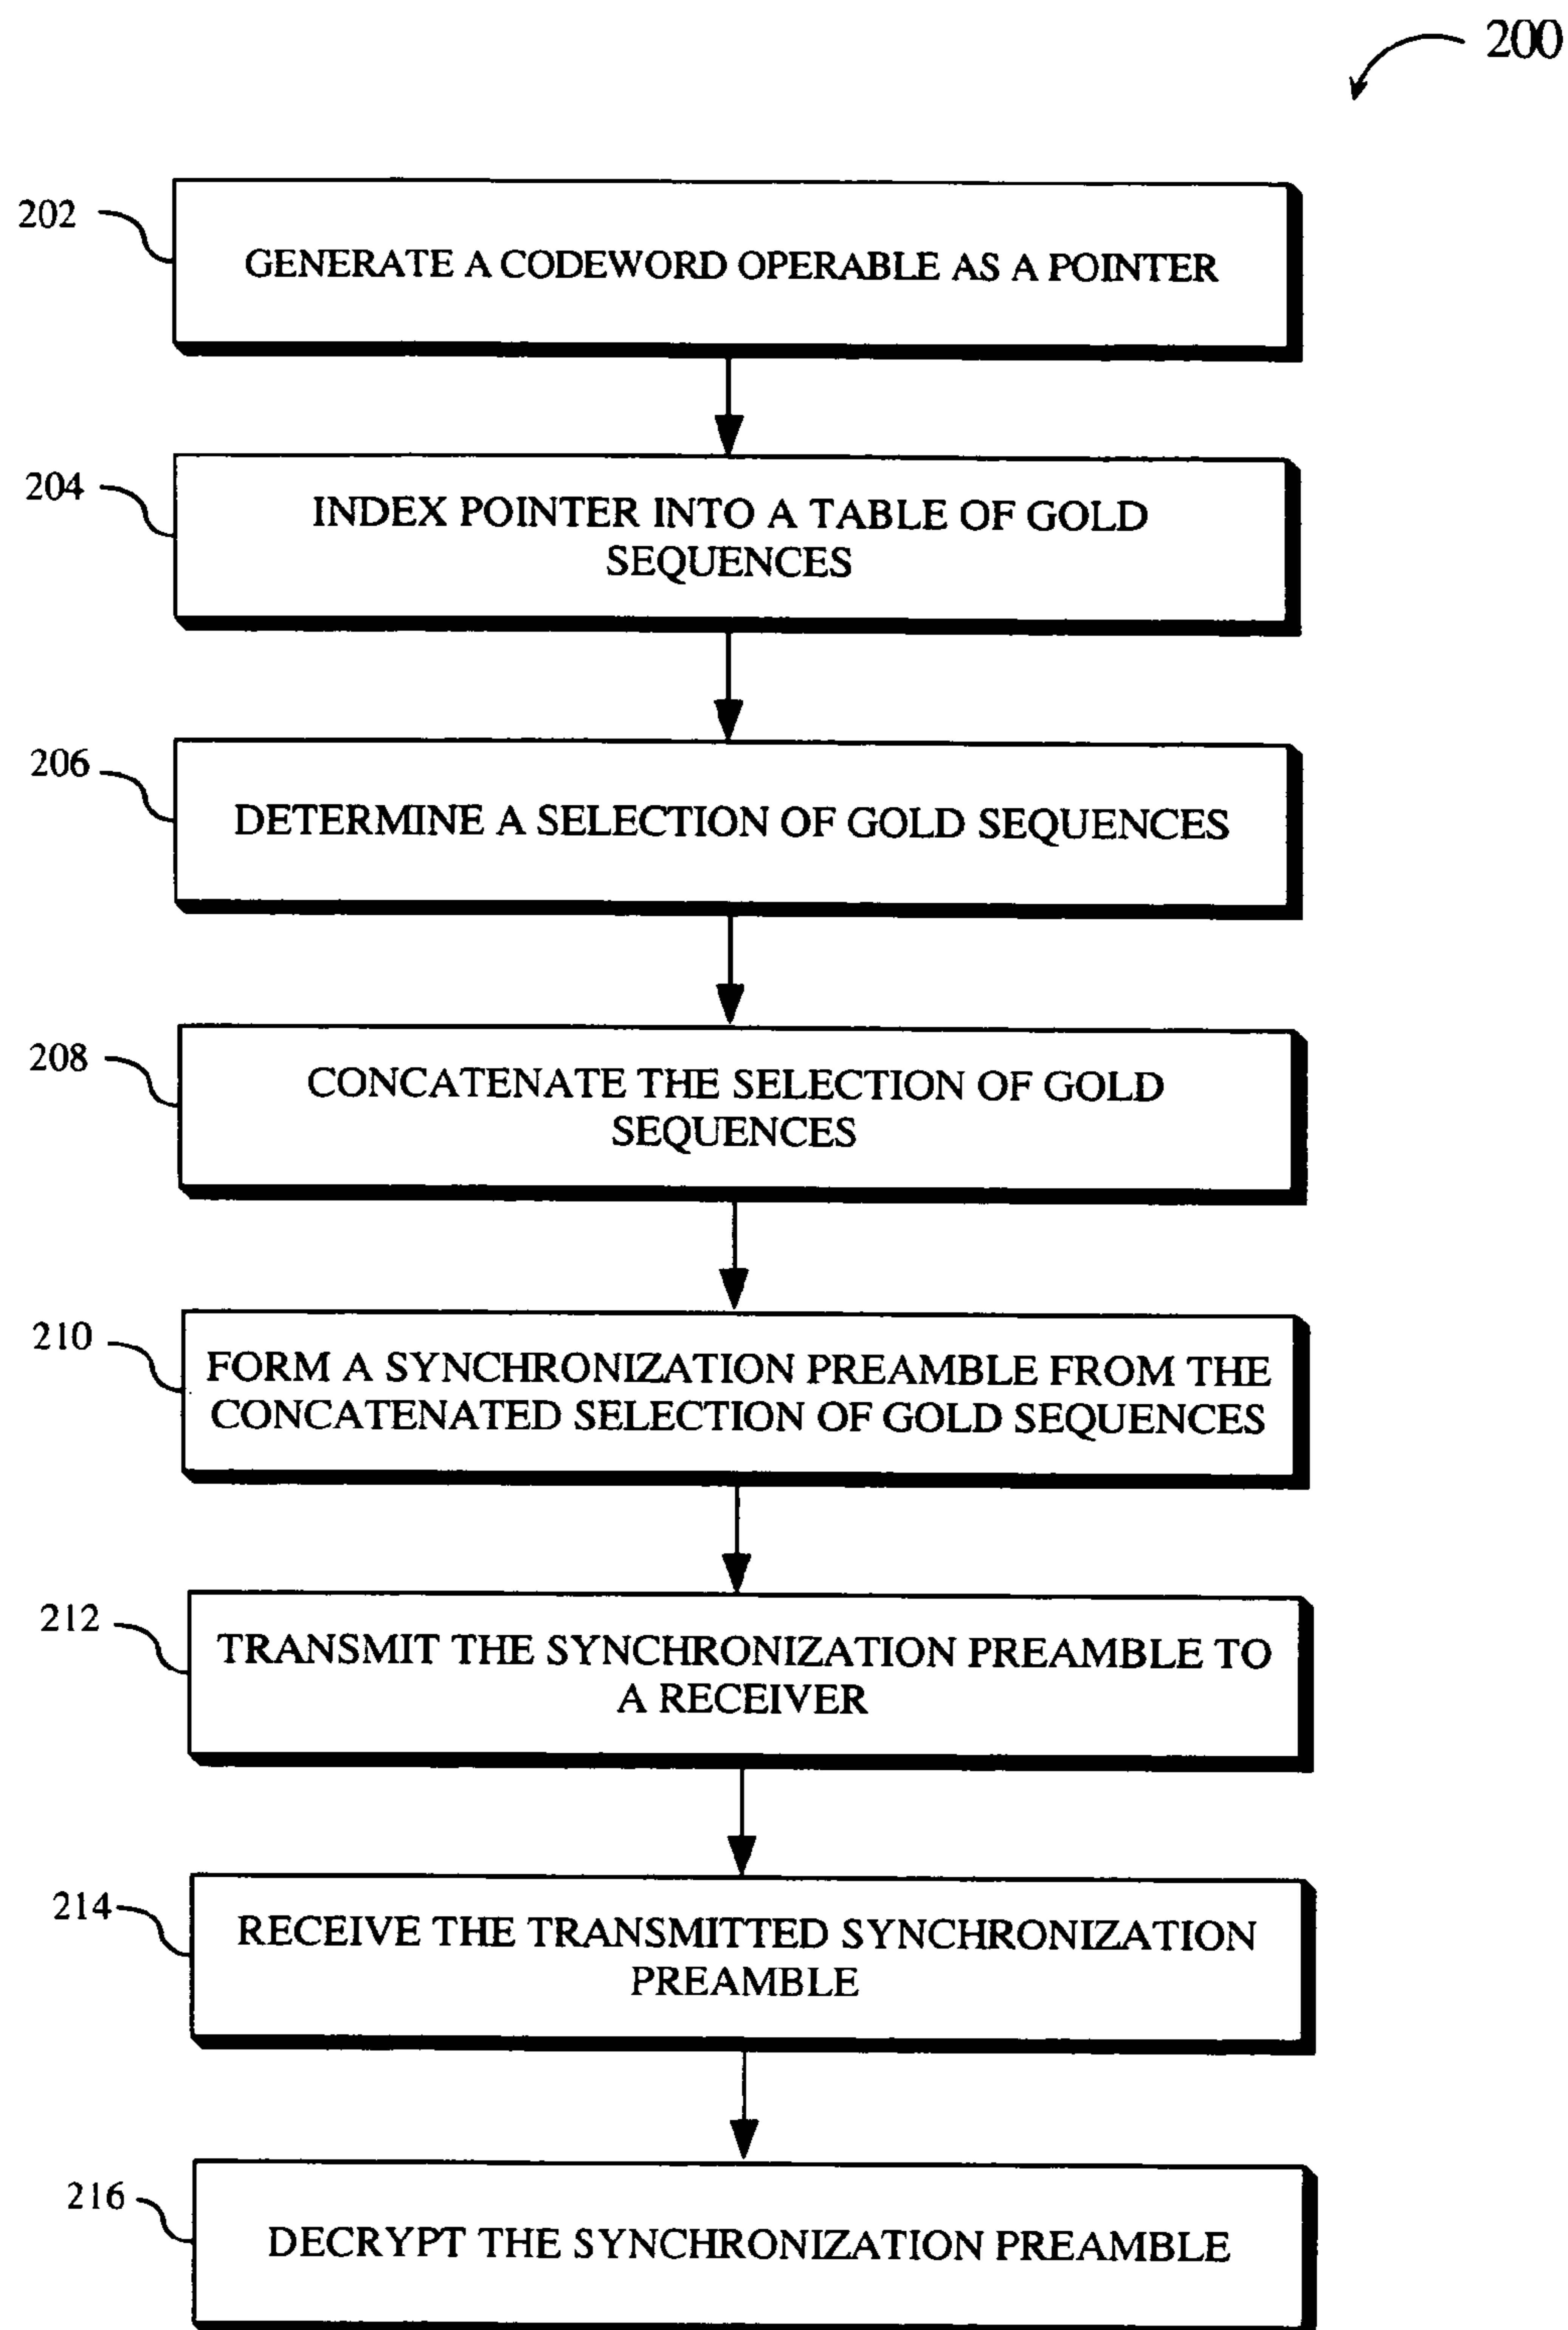 200
202
GENERATE A CODEWORD OPERABLE AS A POINTER
204
INDEX POINTER INTO A TABLE OF GOLD
SEQUENCES
206
DETERMINE A SELECTION OF GOLD SEQUENCES
208
CONCATENATE THE SELECTION OF GOLD
SEQUENCES
210
FORM A SYNCHRONIZATION PREAMBLE FROM THE
CONCATENATED SELECTION OF GOLD SEQUENCES
212
TRANSMIT THE SYNCHRONIZATION PREAMBLE TO
A RECEIVER
214
RECEIVE THE TRANSMITTED SYNCHRONIZATION
PREAMBLE
216
DECRYPT THE SYNCHRONIZATION PREAMBLE